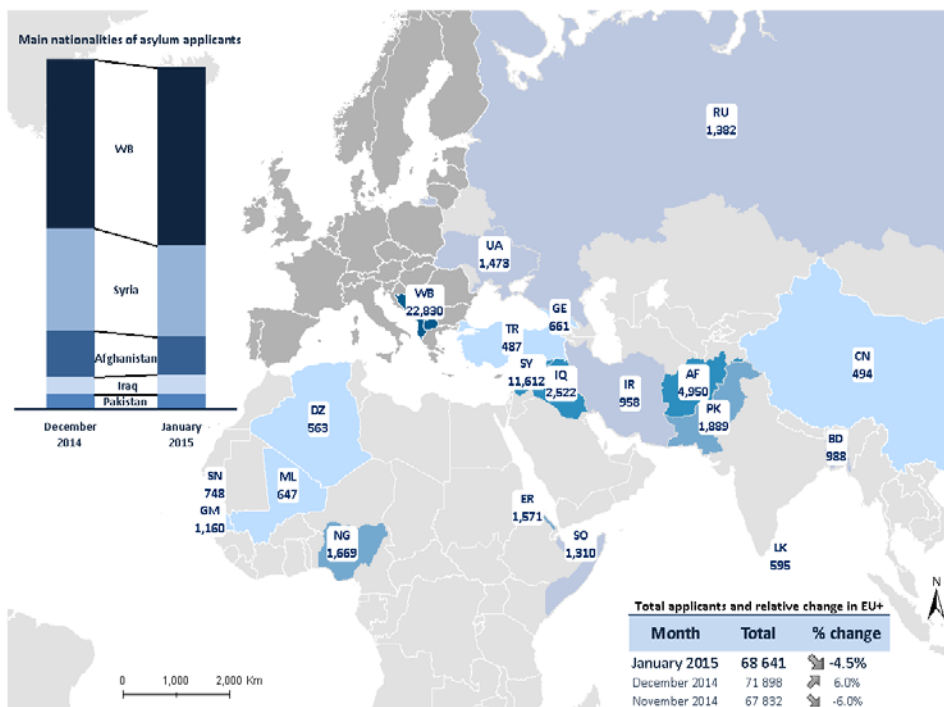 Main nationalities of asylum applicants
WB
Syria
Afghanistan
Iraq
Pakistan
December
2014
January
2015
RU
1,382
UA
1,473
WB
22,830
GE
661
TR
487
SY
11,612
IQ
2,522
IR
958
AF
4,950
PK
1,889
CN
494
BD
988
DZ
563
SN
748
ML
647
GM
1,160
NG
1,669
ER
1,571
SO
1,310
LK
595
N
0 1,000 2,000 Km
Total applicants and relative change in EU+
Month Total % change
January 2015 68 641 -4.5%
December 2014 71 898 6.0%
November 2014 67 832 -6.0%